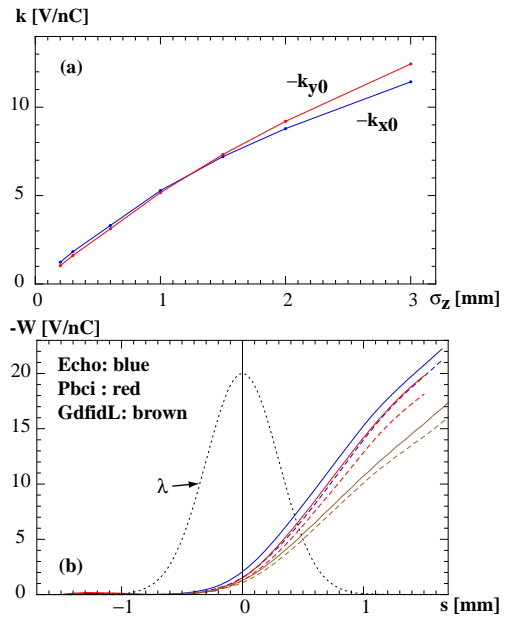 k [V/nC]
(a)
−ky0
−kx0
10
5
0
0
1
2
3
σz [mm]
-W [V/nC]
20
Echo: blue
Pbci : red
GdfidL: brown
15
λ
10
5
(b)
0
−1
0
1
s [mm]